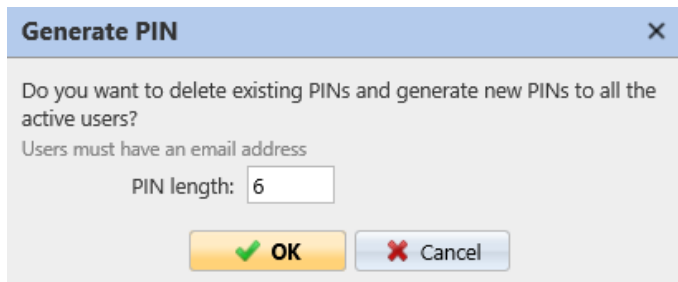 Generate PIN
Do you want to delete existing PINs and generate new PINs to all the
active users?
Users must have an email address
PIN length: 6
OK Cancel